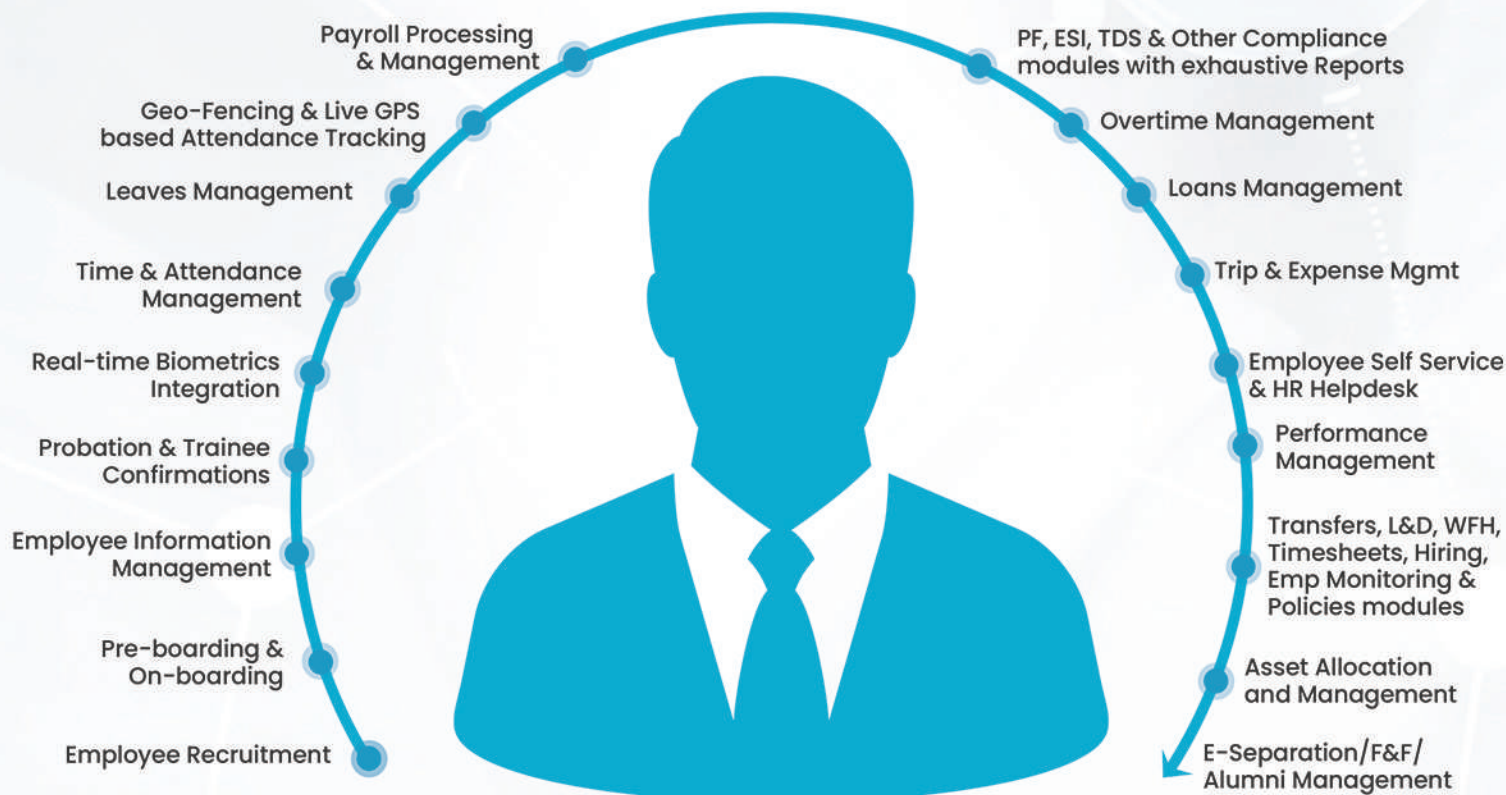 Payroll Processing
& Management
Geo-Fencing & Live GPS
based Attendance Tracking
Leaves Management
Time & Attendance
Management
Real-time Biometrics
Integration
Probation & Trainee
Confirmations
Employee Information
Management
Pre-boarding &
On-boarding
Employee Recruitment
PF, ESI, TDS & Other Compliance
modules with exhaustive Reports
Overtime Management
Loans Management
Trip & Expense Mgmt
Employee Self Service
& HR Helpdesk
Performance
Management
Transfers, L&D, WFH,
Timesheets, Hiring,
Emp Monitoring &
Policies modules
Asset Allocation
and Management
E-Separation/F&F/
Alumni Management